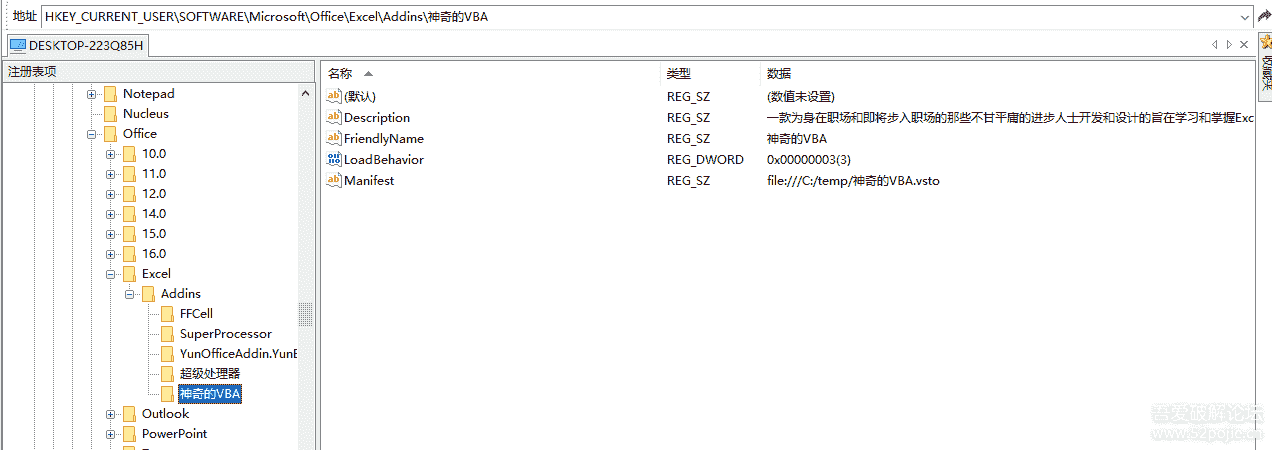 地址 HKEY_CURRENT_USER\SOFTWARE\Microsoft\Office\Excel\Addins\神奇的VBA
DESKTOP-223Q85H
收藏夹
注册表项
名称 类型 数据
Notepad
Nucleus
Office
10.0
11.0
12.0
14.0
15.0
16.0
Excel
Addins
FFCell
SuperProcessor
YunOfficeAddin.YunE
超级处理器
神奇的VBA
Outlook
PowerPoint
(默认) REG_SZ (数值未设置)
Description REG_SZ 一款为身在职场和即将步入职场的那些不甘平庸的进步人士开发和设计的旨在学习和掌握Exc
FriendlyName REG_SZ 神奇的VBA
LoadBehavior REG_DWORD 0x00000003(3)
Manifest REG_SZ file:///C:/temp/神奇的VBA.vsto
吾爱破解论坛
www.52pojie.cn